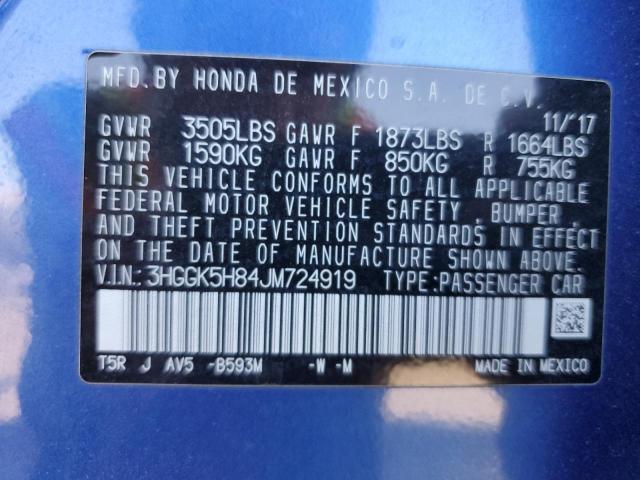 MFD.BY HONDA DE MEXICO S.A. DE C.V.
11/'17
GVWR 3505LBS GAWR F 1873LBS R 1664LBS
GVWR 1590KG GAWR F 850KG R 755KG
THIS VEHICLE CONFORMS TO ALL APPLICABLE
FEDERAL MOTOR VEHICLE SAFETY , BUMPER ,
AND THEFT PREVENTION STANDARDS IN EFFECT
ON THE DATE OF MANUFACTURE SHOWN ABOVE.
V.I.N.: 3HGGK5H84JM724919 TYPE:PASSENGER CAR
T5R J AV5 -B593M -W -M MADE IN MEXICO